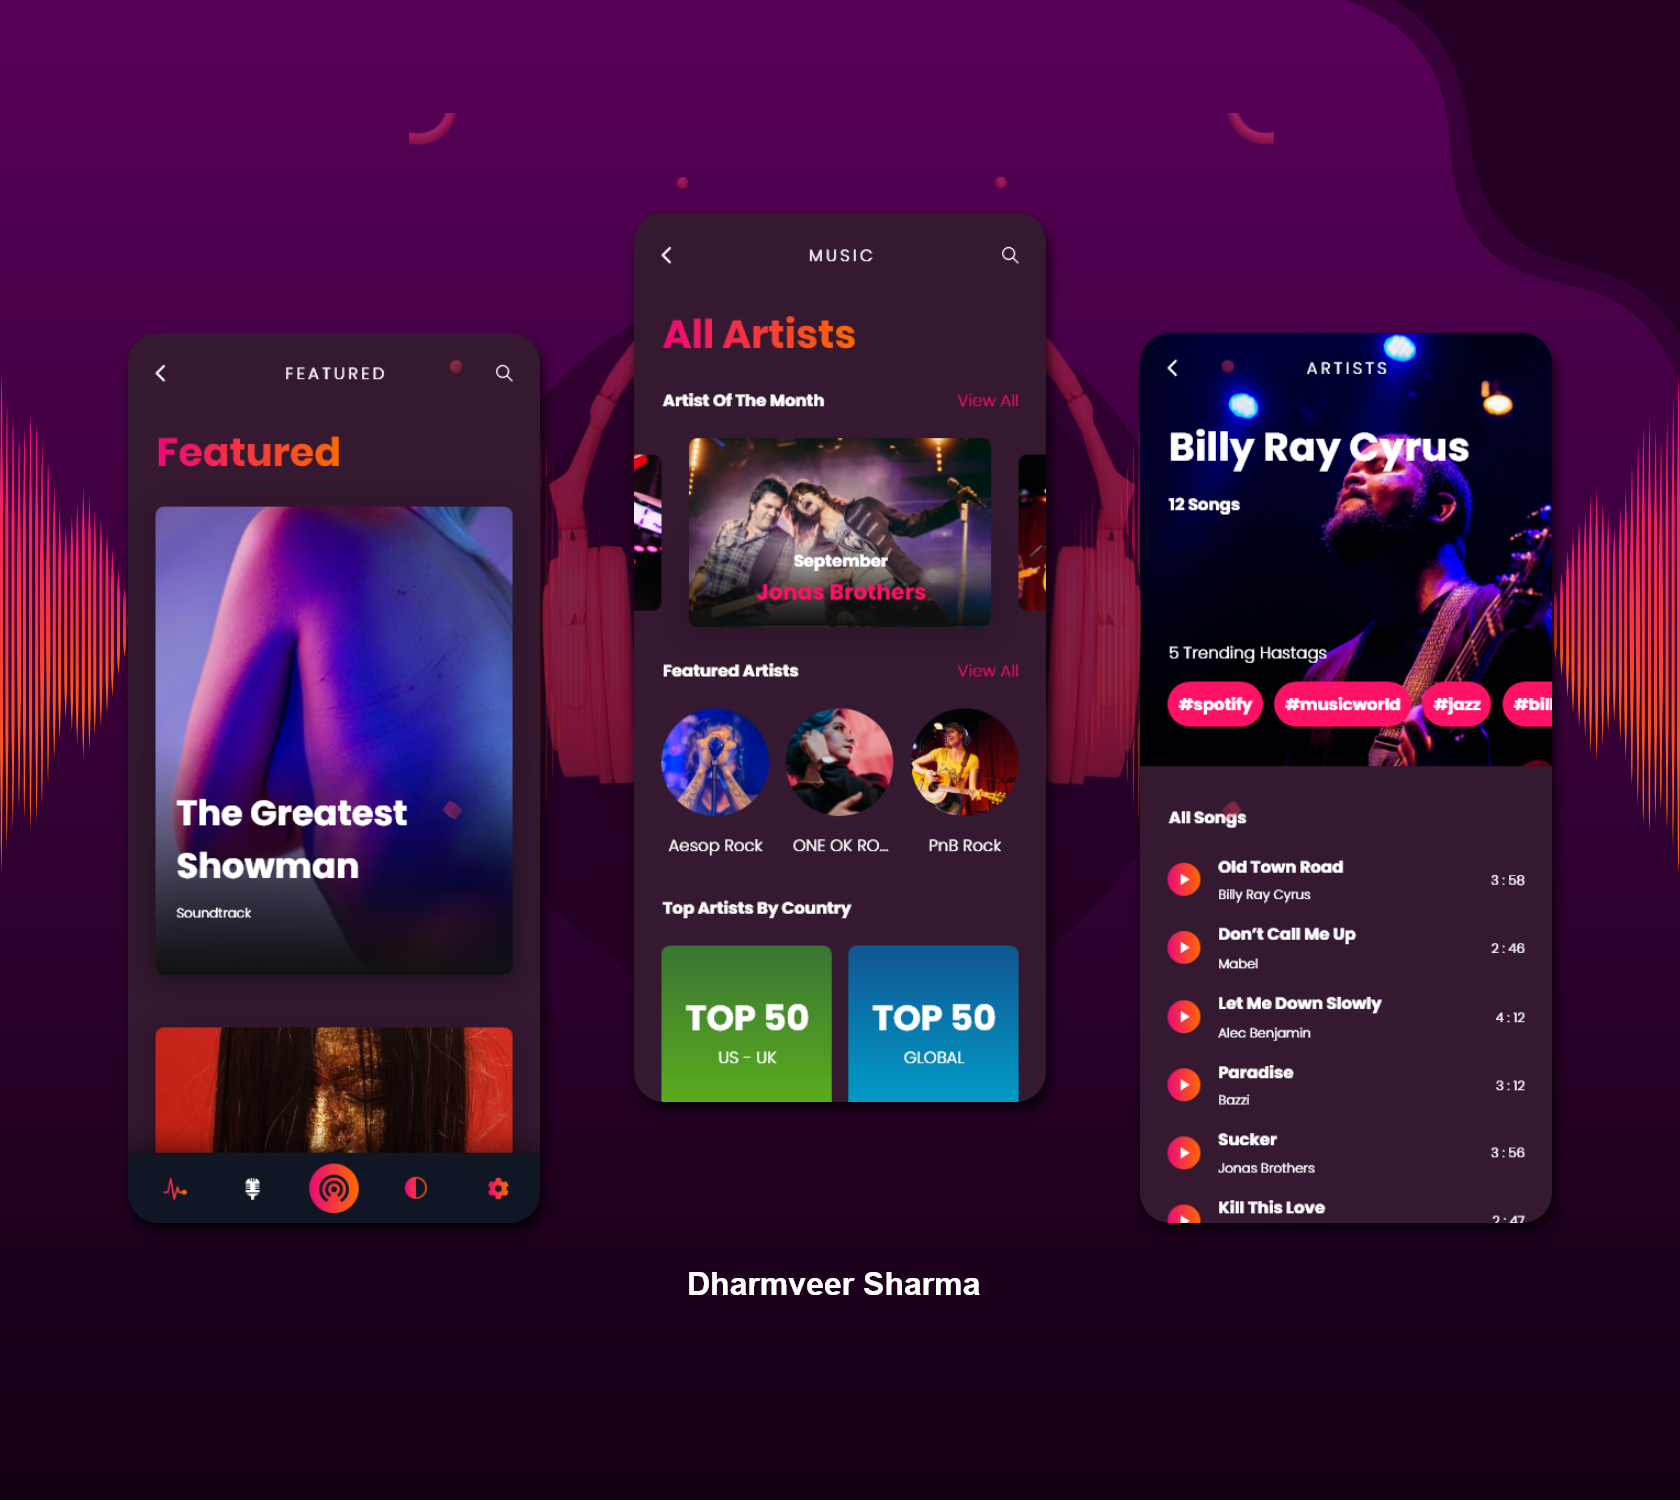 FEATURED
Featured
The Greatest
Showman
Soundtrack
MUSIC
All Artists
Artist Of The Month
View All
September
Jonas Brothers
Featured Artists
View All
Aesop Rock
ONE OK RO...
PnB Rock
Top Artists By Country
TOP 50
US - UK
TOP 50
GLOBAL
ARTISTS
Billy Ray Cyrus
12 Songs
5 Trending Hastags
#spotify
#musicworld
#jazz
#bill
All Songs
Old Town Road
Billy Ray Cyrus
3 : 58
Don't Call Me Up
Mabel
2 : 46
Let Me Down Slowly
Alec Benjamin
4 : 12
Paradise
Bazzi
3 : 12
Sucker
Jonas Brothers
3 : 56
Kill This Love
2 : 47
Dharmveer Sharma